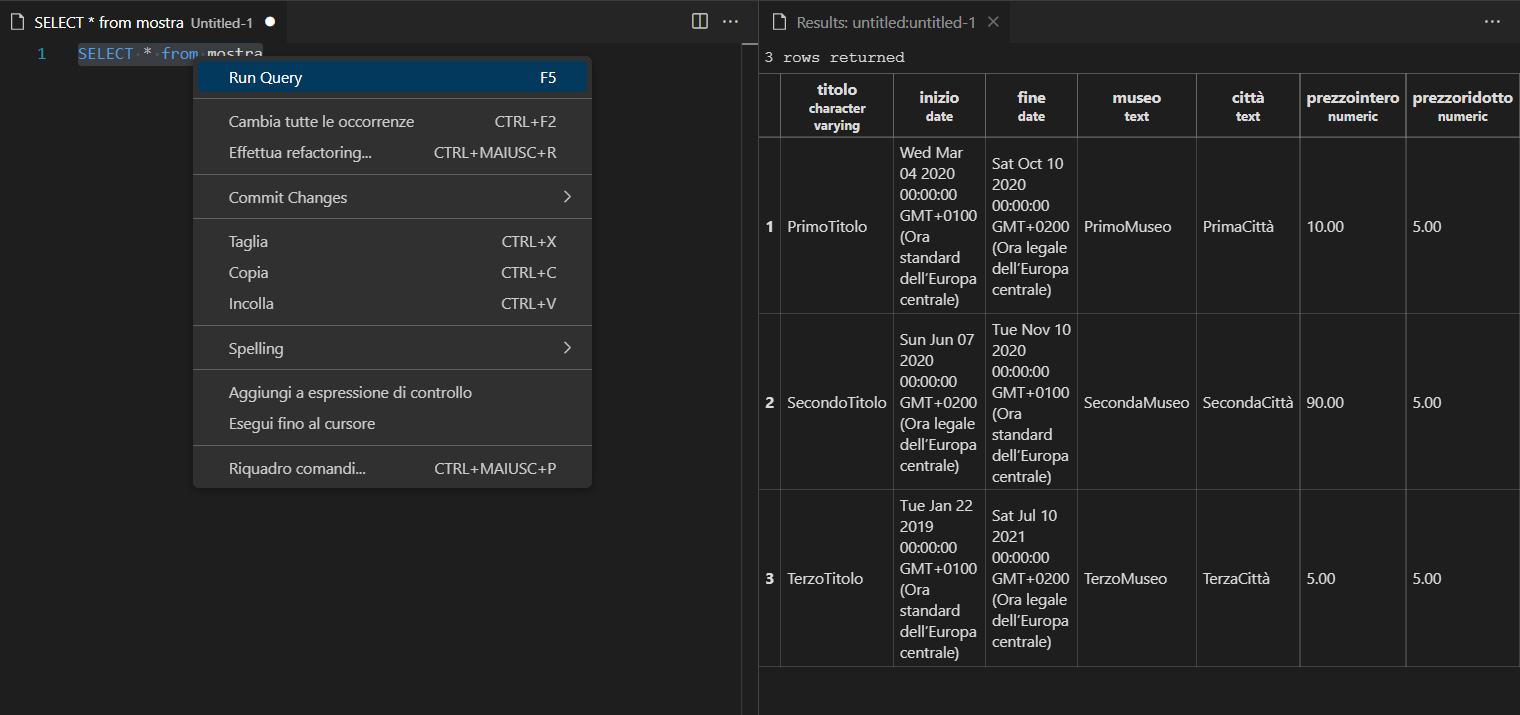 SELECT * from mostra Untitled-1
1 SELECT * from mostra
Run Query F5
Cambia tutte le occorrenze CTRL+F2
Effettua refactoring... CTRL+MAIUSC+R
Commit Changes
Taglia CTRL+X
Copia CTRL+C
Incolla CTRL+V
Spelling
Aggiungi a espressione di controllo
Esegui fino al cursore
Riquadro comandi... CTRL+MAIUSC+P
Results: untitled:untitled-1
3 rows returned
titolo
character
varying
inizio
date
fine
date
museo
text
città
text
prezzointero
numeric
prezzoridotto
numeric
1
PrimoTitolo
Wed Mar
04 2020
00:00:00
GMT+0100
(Ora
standard
dell’Europa
centrale)
Sat Oct 10
2020
00:00:00
GMT+0200
(Ora legale
dell’Europa
centrale)
PrimoMuseo
PrimaCittà
10.00
5.00
2
SecondoTitolo
Sun Jun 07
2020
00:00:00
GMT+0200
(Ora legale
dell’Europa
centrale)
Tue Nov 10
2020
00:00:00
GMT+0100
(Ora
standard
dell’Europa
centrale)
SecondaMuseo
SecondaCittà
90.00
5.00
3
TerzoTitolo
Tue Jan 22
2019
00:00:00
GMT+0100
(Ora
standard
dell’Europa
centrale)
Sat Jul 10
2021
00:00:00
GMT+0200
(Ora legale
dell’Europa
centrale)
TerzoMuseo
TerzaCittà
5.00
5.00